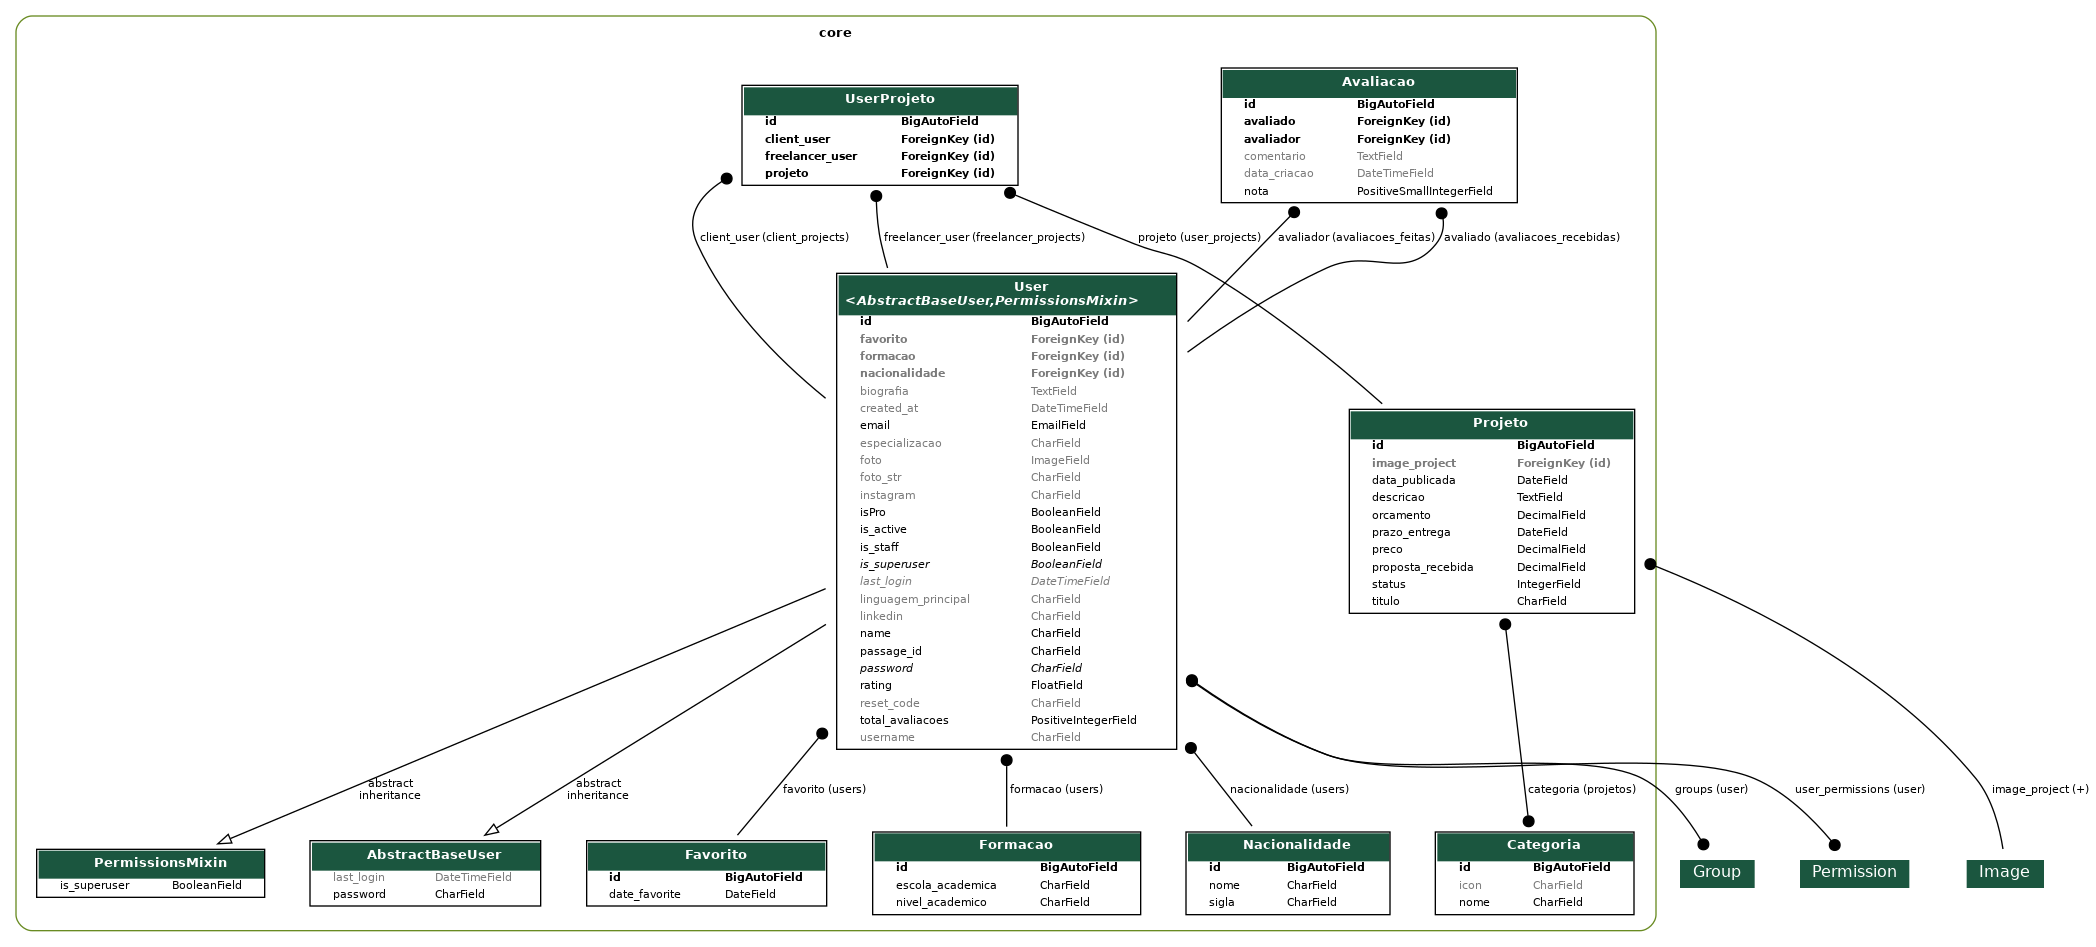 core
UserProjeto
id BigAutoField
client_user ForeignKey (id)
freelancer_user ForeignKey (id)
projeto ForeignKey (id)
Avaliacao
id BigAutoField
avaliado ForeignKey (id)
avaliador ForeignKey (id)
comentario TextField
data_criacao DateTimeField
nota PositiveSmallIntegerField
client_user (client_projects)
freelancer_user (freelancer_projects)
projeto (user_projects)
avaliador (avaliacoes_feitas)
avaliado (avaliacoes_recebidas)
User
<AbstractBaseUser,PermissionsMixin>
id BigAutoField
favorito ForeignKey (id)
formacao ForeignKey (id)
nacionalidade ForeignKey (id)
biografia TextField
created_at DateTimeField
email EmailField
especializacao CharField
foto ImageField
foto_str CharField
instagram CharField
isPro BooleanField
is_active BooleanField
is_staff BooleanField
is_superuser BooleanField
last_login DateTimeField
linguagem_principal CharField
linkedin CharField
name CharField
passage_id CharField
password CharField
rating FloatField
reset_code CharField
total_avaliacoes PositiveIntegerField
username CharField
Projeto
id BigAutoField
image_project ForeignKey (id)
data_publicada DateField
descricao TextField
orcamento DecimalField
prazo_entrega DateField
preco DecimalField
proposta_recebida DecimalField
status IntegerField
titulo CharField
abstract
inheritance
abstract
inheritance
favorito (users)
formacao (users)
nacionalidade (users)
categoria (projetos)
groups (user)
user_permissions (user)
image_project (+)
PermissionsMixin
is_superuser BooleanField
AbstractBaseUser
last_login DateTimeField
password CharField
Favorito
id BigAutoField
date_favorite DateField
Formacao
id BigAutoField
escola_academica CharField
nivel_academico CharField
Nacionalidade
id BigAutoField
nome CharField
sigla CharField
Categoria
id BigAutoField
icon CharField
nome CharField
Group
Permission
Image